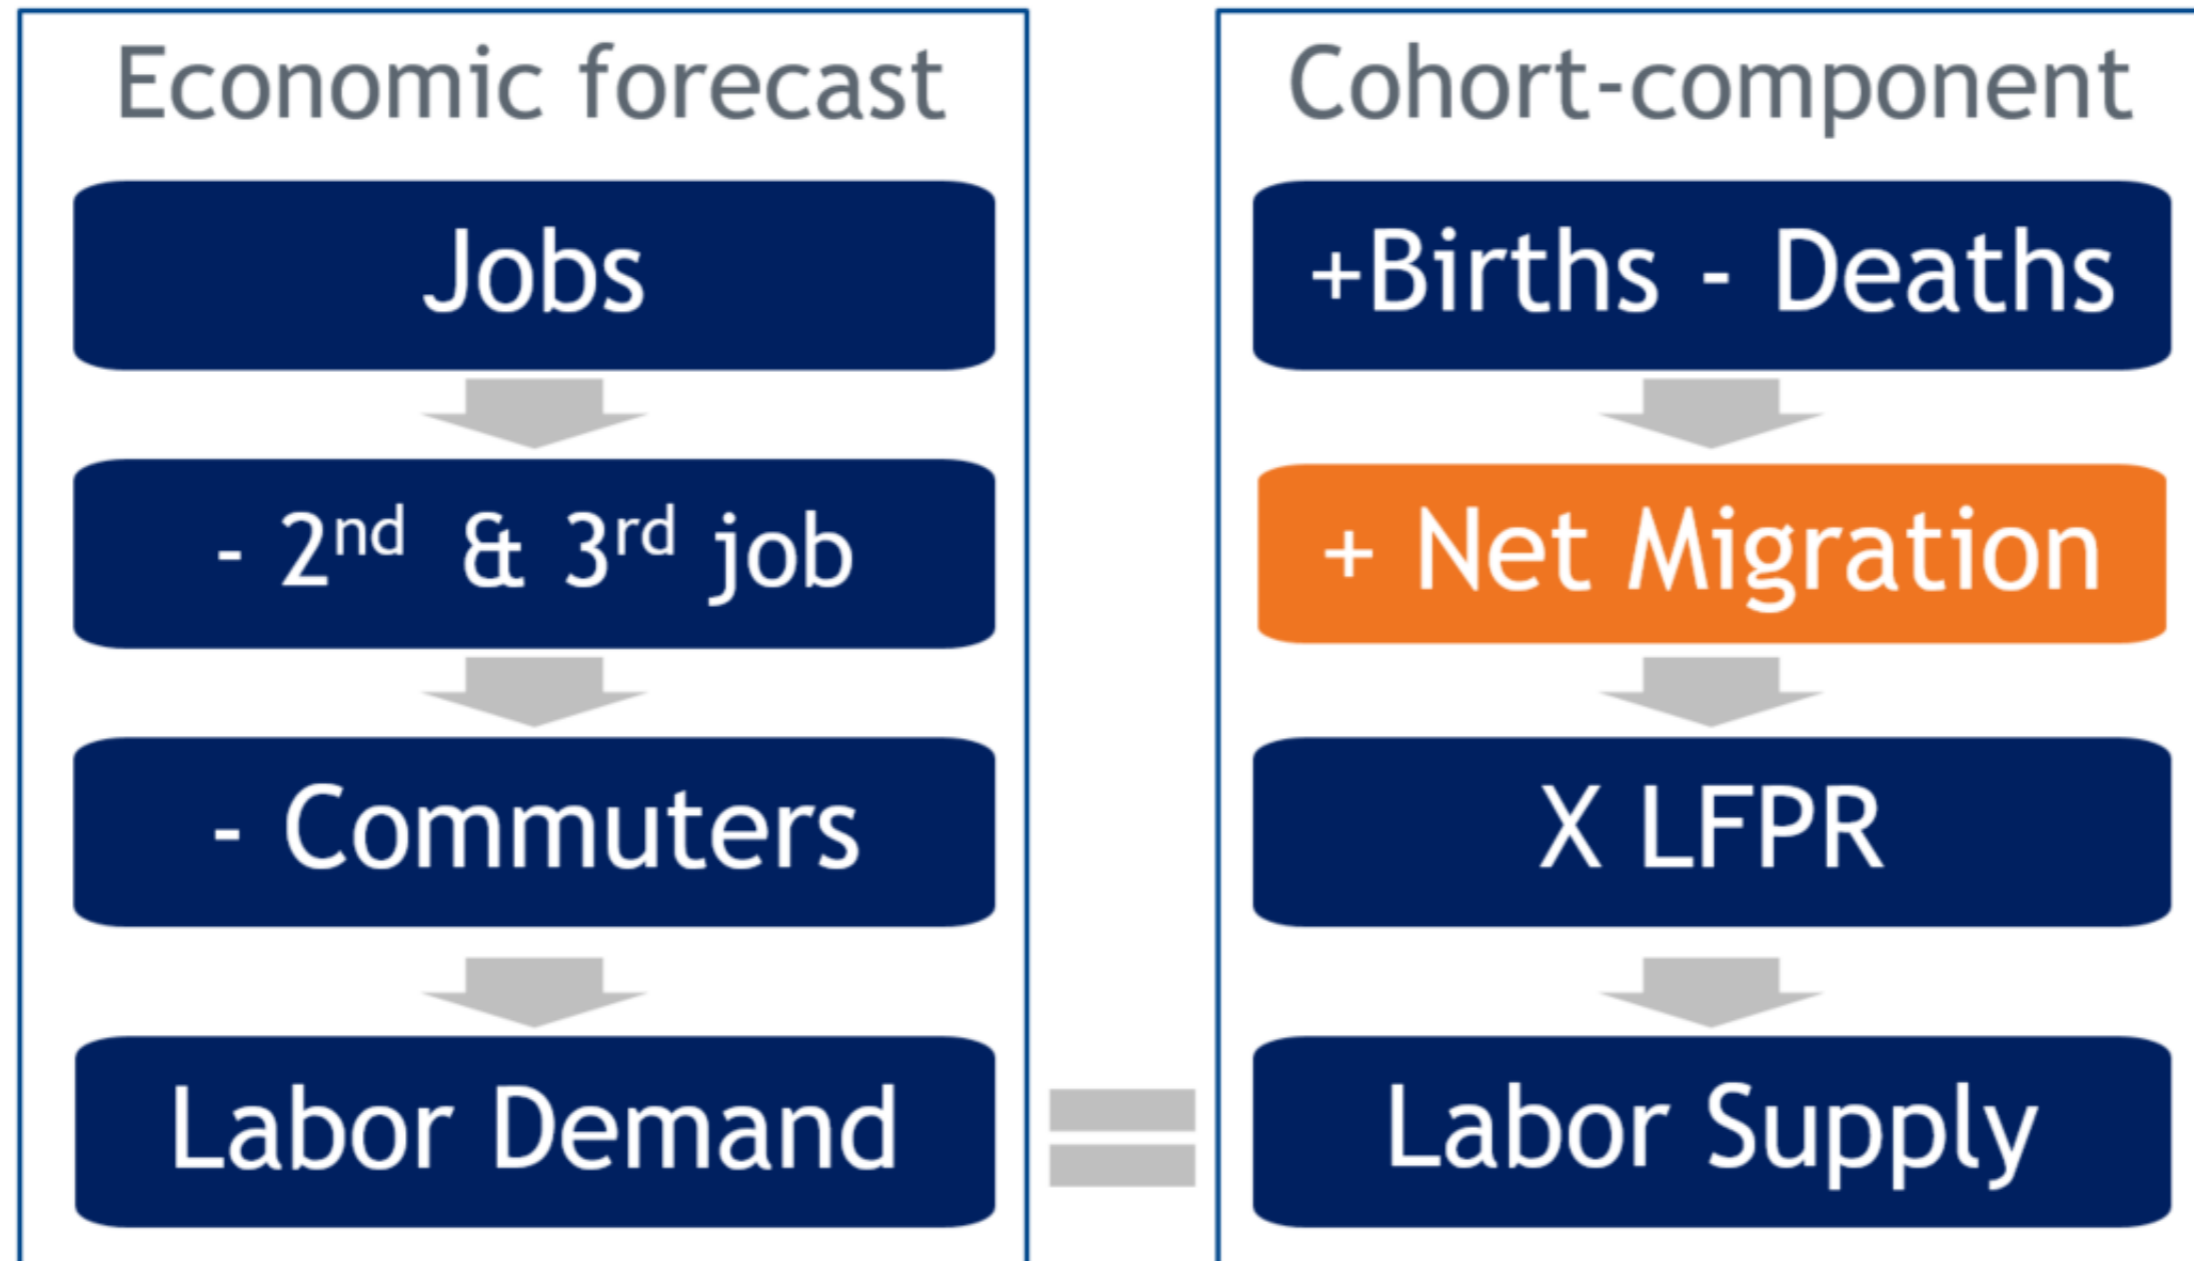 Economic forecast
Jobs
- 2nd & 3rd job
- Commuters
Labor Demand
Cohort-component
+Births - Deaths
+ Net Migration
X LFPR
Labor Supply